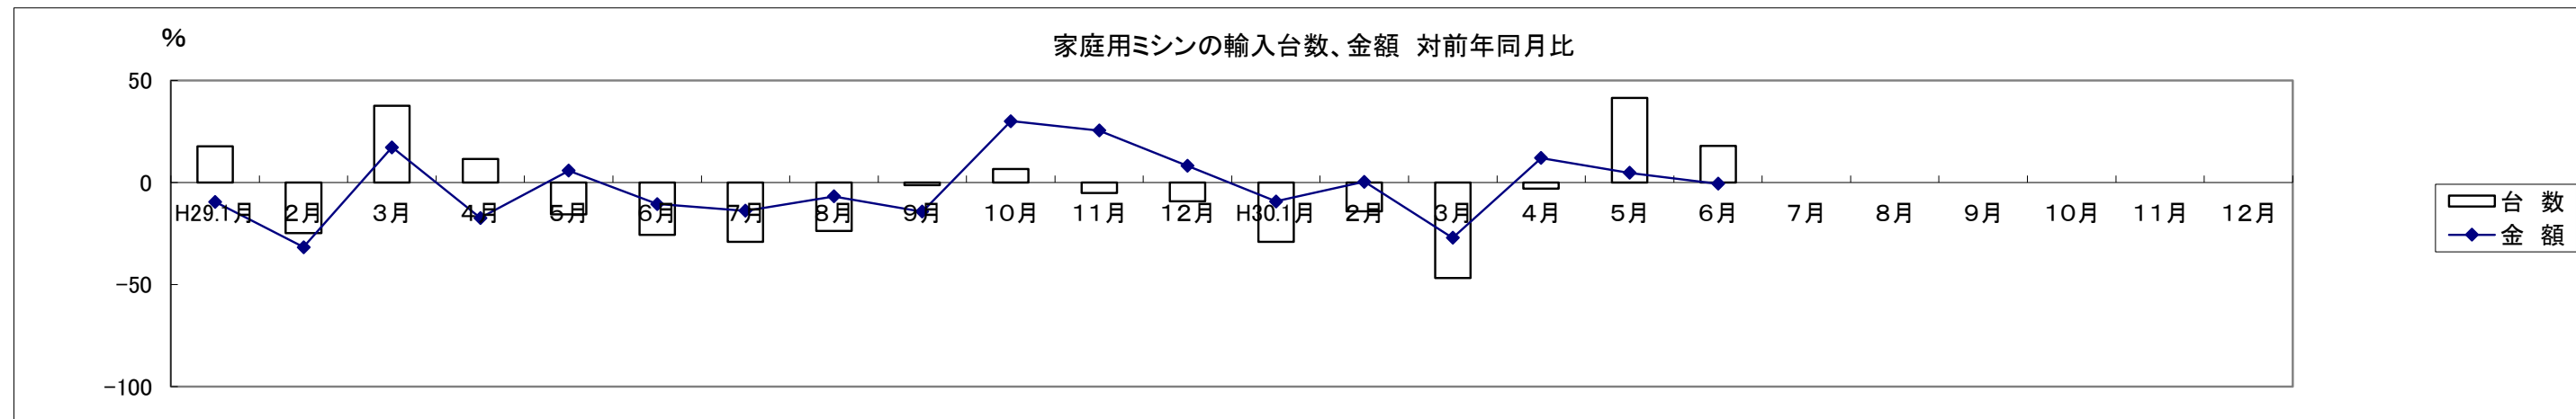 %
家庭用ミシンの輸入台数、金額 対前年同月比
50
0
-50
-100
H29.1月 2月 3月 4月 5月 6月 7月 8月 9月 10月 11月 12月 H30.1月 2月 3月 4月 5月 6月 7月 8月 9月 10月 11月 12月
台 数
金 額